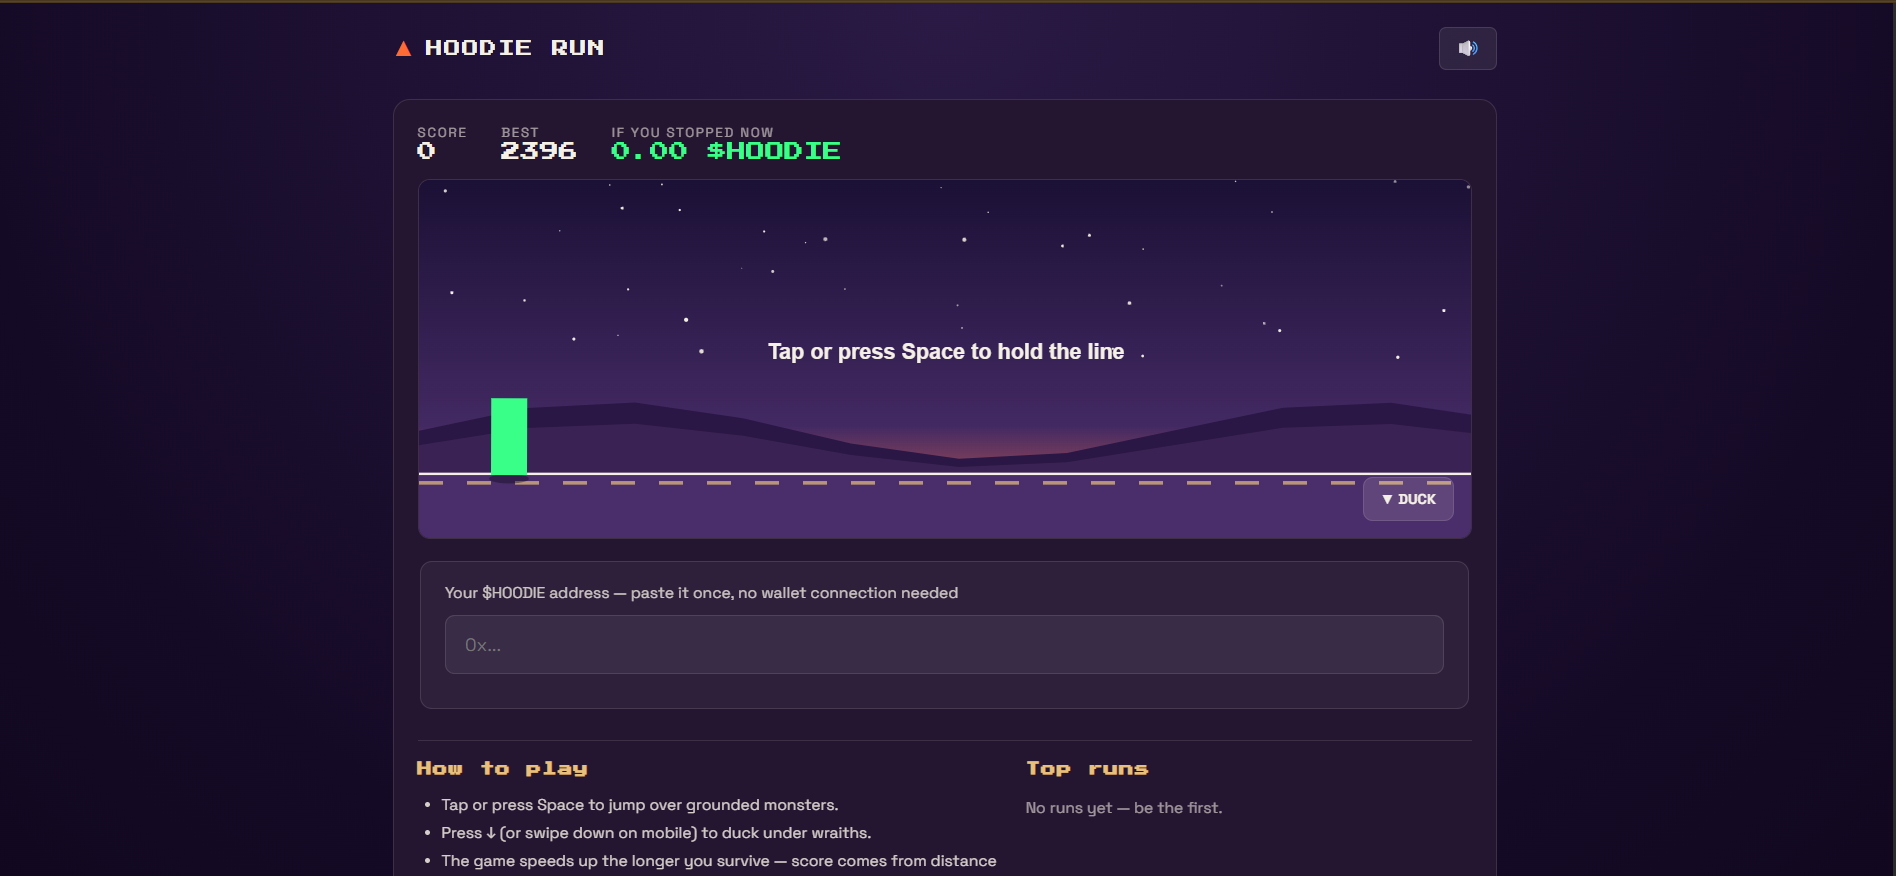 ▲ HOODIE RUN
SCORE BEST IF YOU STOPPED NOW
0 2396 0.00 $HOODIE
Tap or press Space to hold the line
▼ DUCK
Your $HOODIE address — paste it once, no wallet connection needed
0x...
How to play
• Tap or press Space to jump over grounded monsters.
• Press ↓ (or swipe down on mobile) to duck under wraiths.
• The game speeds up the longer you survive — score comes from distance
Top runs
No runs yet — be the first.